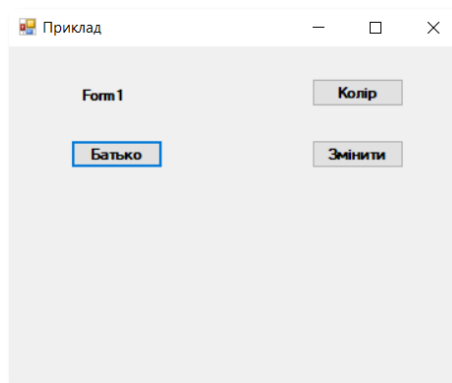 Приклад
Form1
Колір
Батько
Змінити